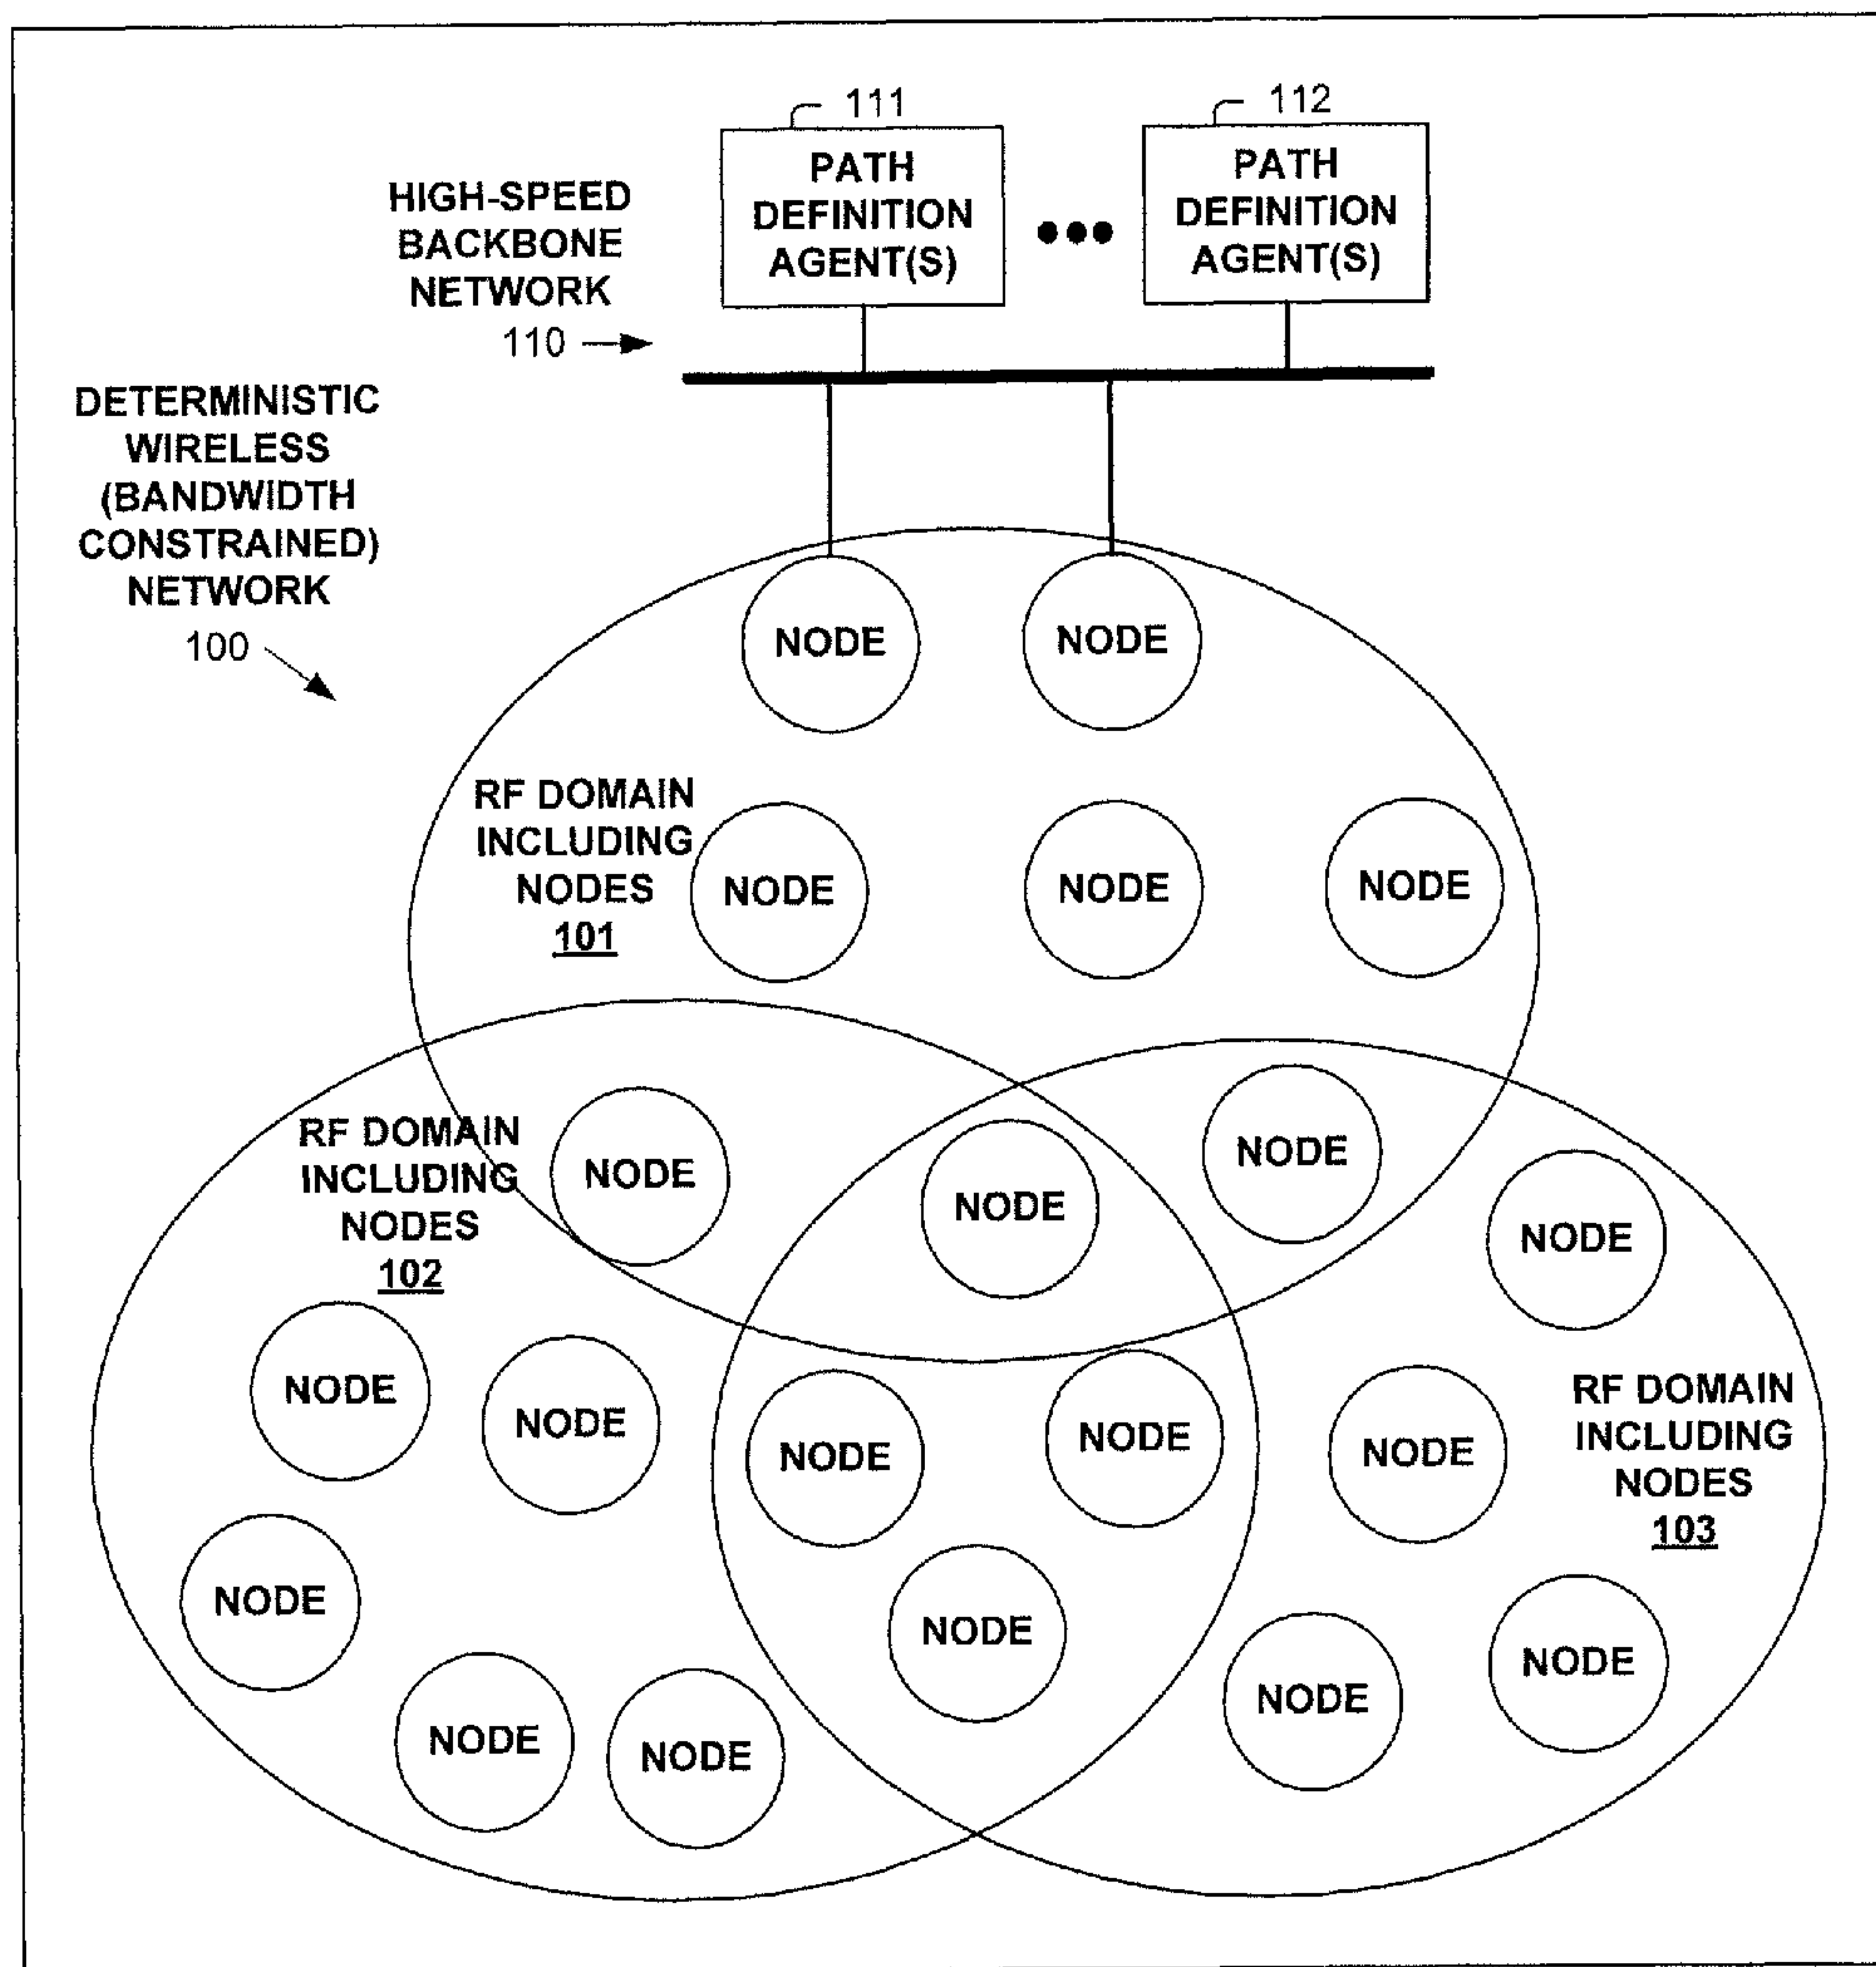 111
112
PATH
DEFINITION
AGENT(S)
PATH
DEFINITION
AGENT(S)
HIGH-SPEED
BACKBONE
NETWORK
110
DETERMINISTIC
WIRELESS
(BANDWIDTH
CONSTRAINED)
NETWORK
100
NODE
NODE
RF DOMAIN
INCLUDING
NODES
101
NODE
NODE
NODE
RF DOMAIN
INCLUDING
NODES
102
NODE
NODE
NODE
NODE
NODE
NODE
NODE
NODE
NODE
RF DOMAIN
INCLUDING
NODES
103
NODE
NODE
NODE
NODE
NODE
NODE